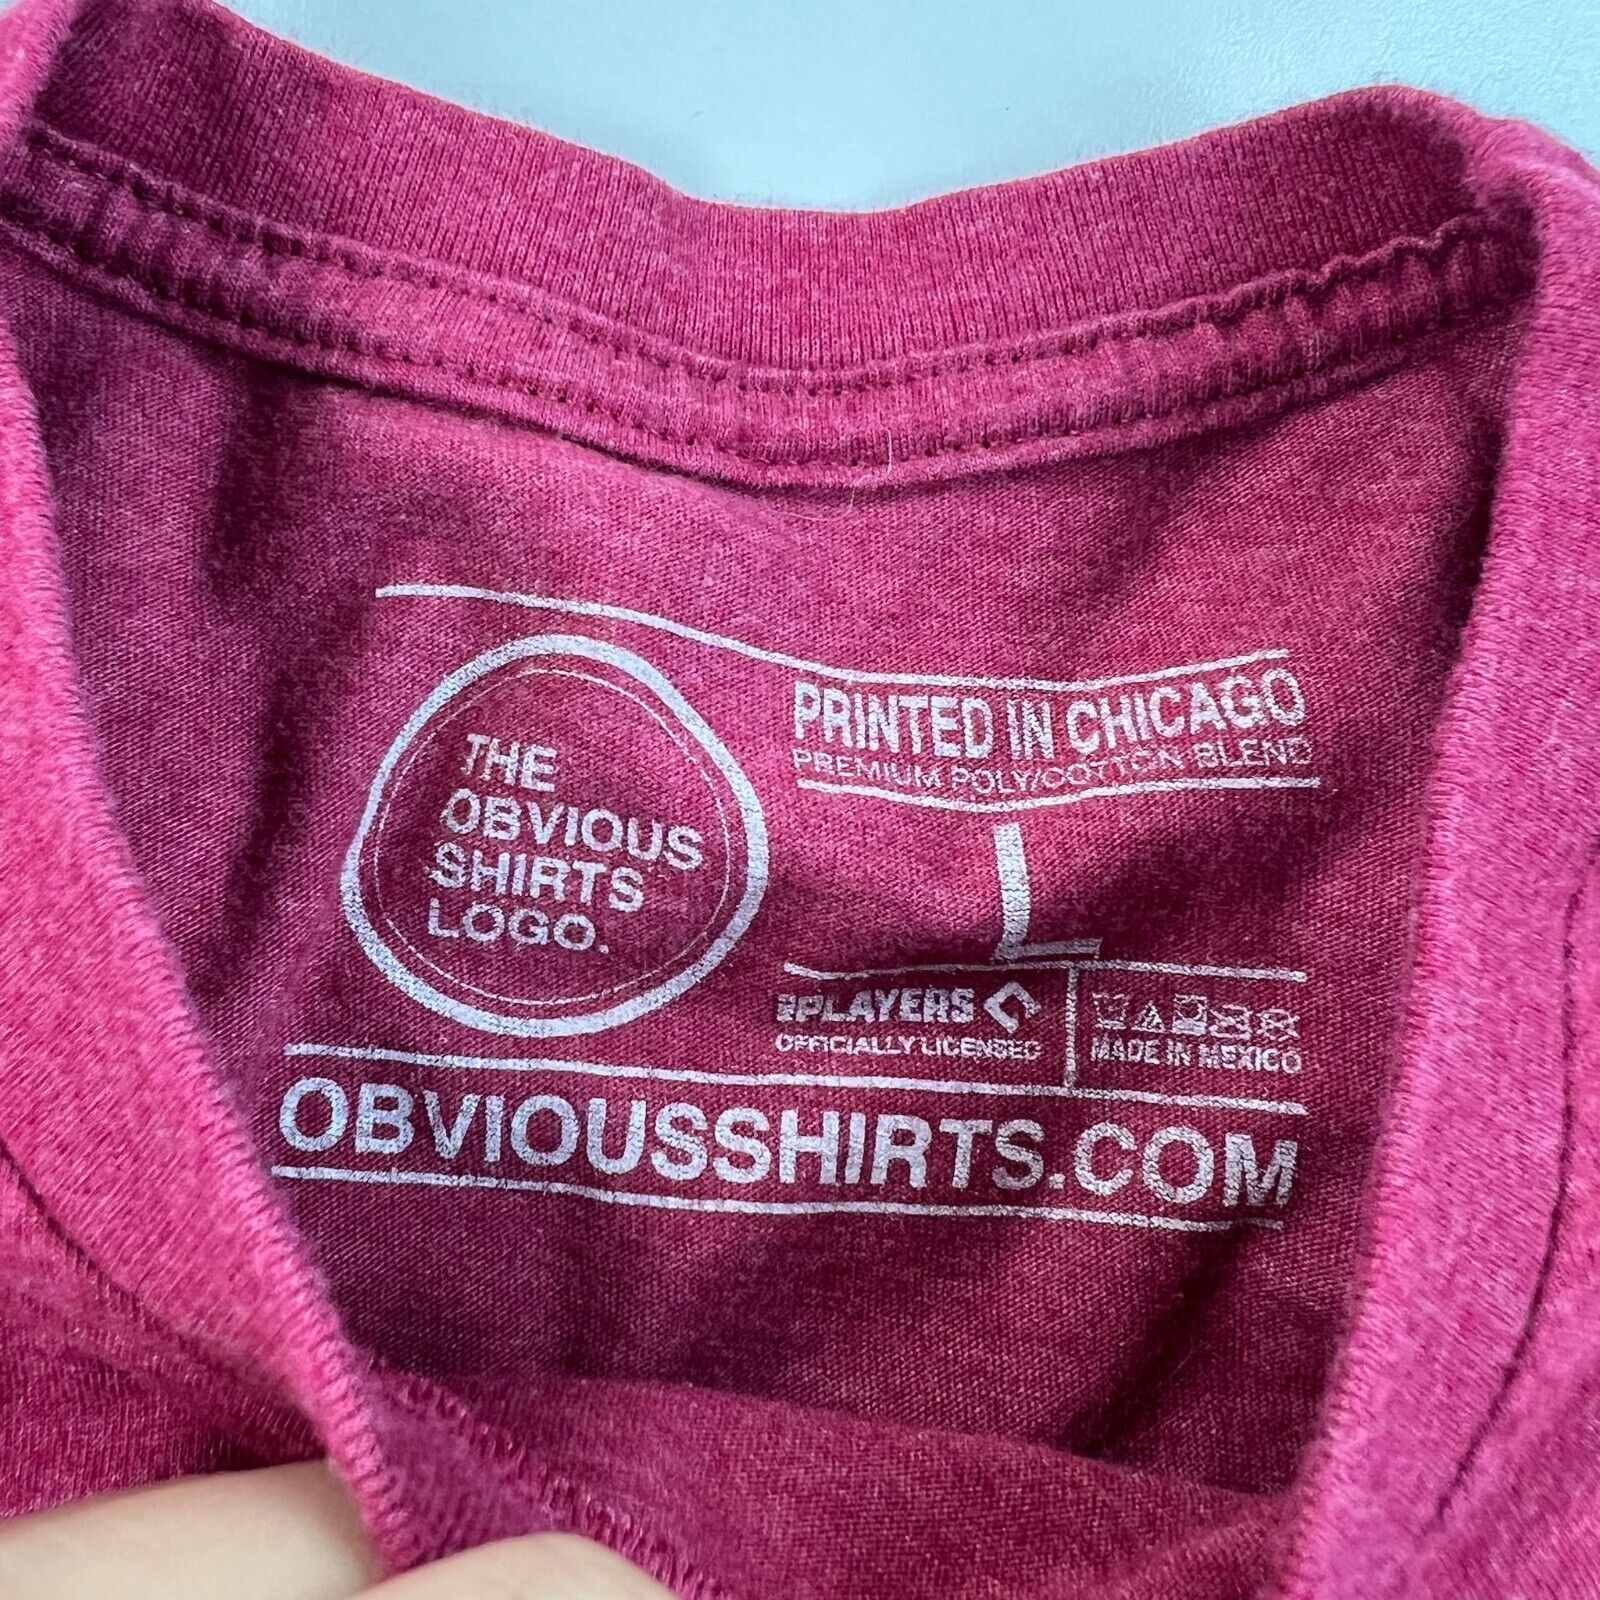 THE
OBVIOUS
SHIRTS
LOGO.
PRINTED IN CHICAGO
PREMIUM POLY/COTTON BLEND
L
PLAYERS
OFFICIALLY LICENSED
MADE IN MEXICO
OBVIOUSSHIRTS.COM